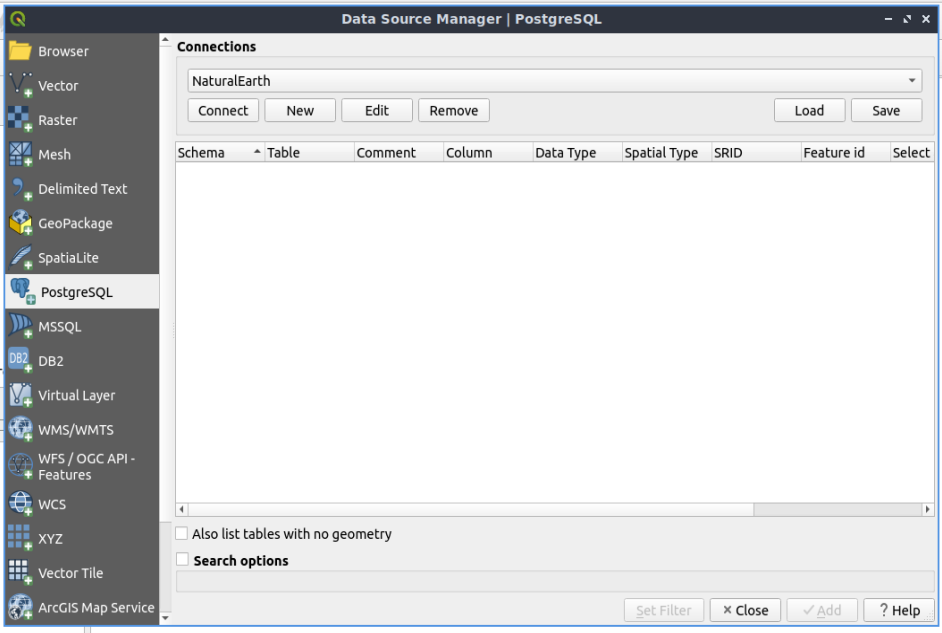 Data Source Manager | PostgreSQL
Browser
Vector
Raster
Mesh
Delimited Text
GeoPackage
SpatiaLite
PostgreSQL
MSSQL
DB2
DB2
Virtual Layer
WMS/WMTS
WFS / OGC API -
Features
WCS
XYZ
Vector Tile
ArcGIS Map Service
Connections
NaturalEarth
Connect New Edit Remove Load Save
Schema Table Comment Column Data Type Spatial Type SRID Feature id Select
Also list tables with no geometry
Search options
Set Filter Close Add ? Help